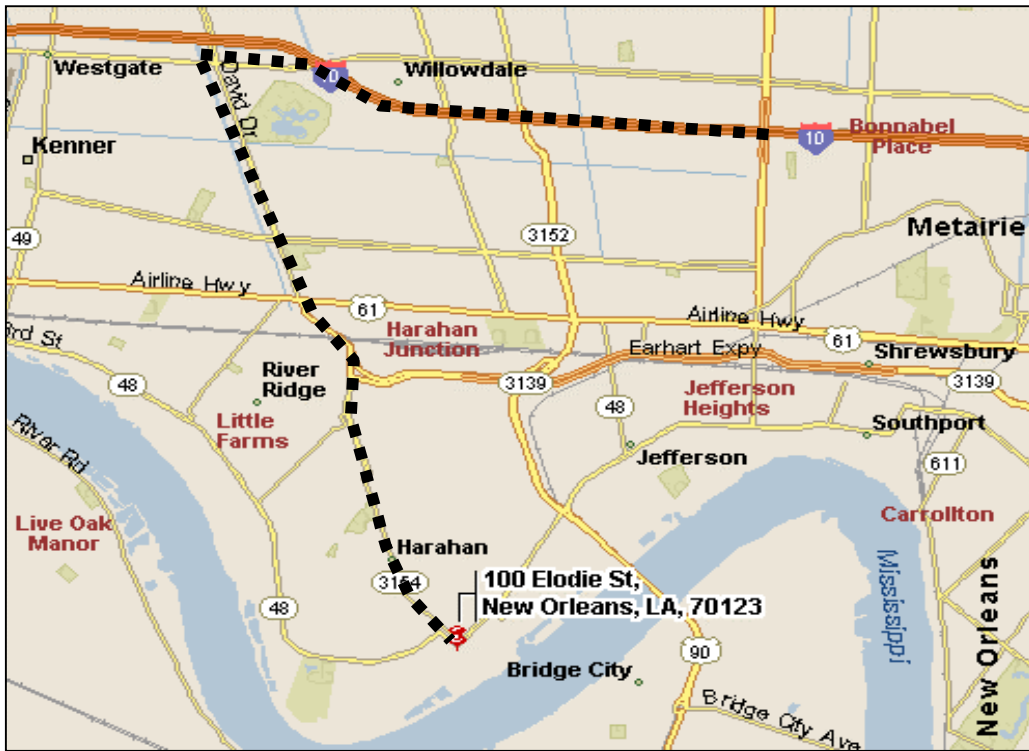 Westgate
10
Willowdale
David Dr
10
Bonnabel
Place
Kenner
49
3152
Metairie
Airline Hwy
61
Airline Hwy
61
3rd St
Harahan
Junction
Earhart Expy
Shrewsbury
River
Ridge
48
3139
3139
Jefferson
Heights
Little
Farms
48
Southport
River Rd
Jefferson
611
Live Oak
Manor
Carrollton
Harahan
3154
100 Elodie St,
New Orleans, LA, 70123
48
Mississippi
New Orleans
90
Bridge City
Bridge City Ave